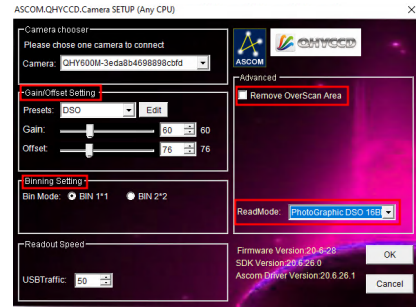 ASCOM.QHYCCD.Camera SETUP (Any CPU)
Camera chooser
Please chose one camera to connect
Camera: QHY600M-3eda8b4698898cbfd
Gain/Offset Setting
Presets: DSO Edit
Gain: 60 60
Offset: 76 76
Binning Setting
Bin Mode: BIN 1*1 BIN 2*2
Readout Speed
USBTraffic: 50
ASCOM
QHYCCD
Advanced
Remove OverScan Area
ReadMode: PhotoGraphic DSO 16B
Firmware Version:20-6-28
SDK Version:20.6.26.0
Ascom Driver Version:20.6.26.1
OK
Cancel